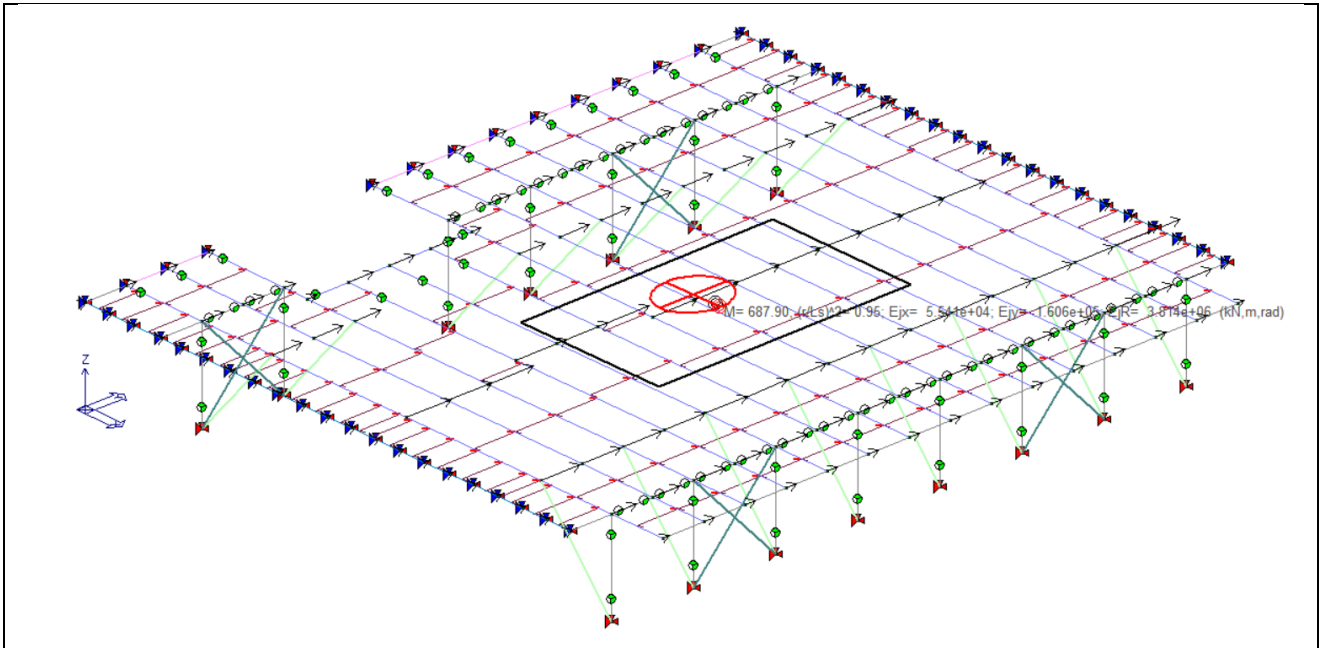 M= 687.90; (r/Ls)^2= 0.95; Ejx= 5.541e+04; Ejy= 1.606e+05; EjR= 3.814e+06 (kN,m,rad)
Z